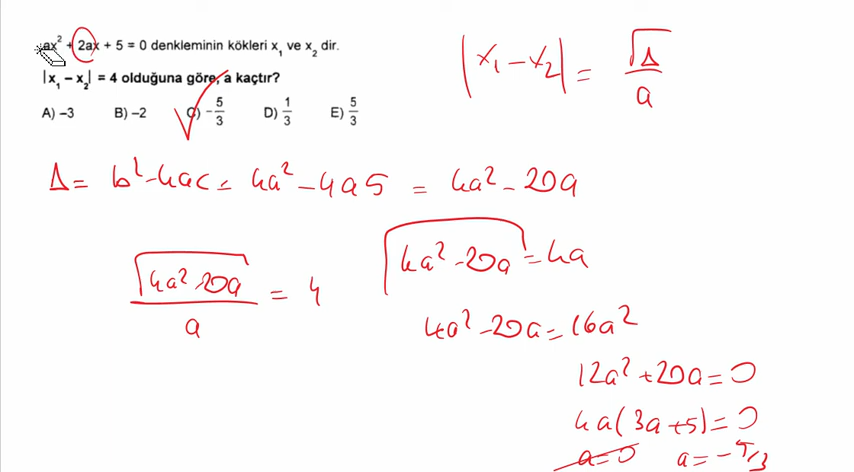 ax² + 2ax + 5 = 0 denkleminin kökleri x₁ ve x₂ dir.
|x₁ – x₂| = 4 olduğuna göre, a kaçtır?
A) –3 B) –2 C) –5/3 D) 1/3 E) 5/3
|x₁ – x₂| = √Δ / a
Δ = b² – 4ac = 4a² – 4a5 = 4a² – 20a
√(4a² – 20a) / a = 4
√(4a² – 20a) = 4a
4a² – 20a = 16a²
12a² + 20a = 0
4a(3a + 5) = 0
a = 0 a = –5/3